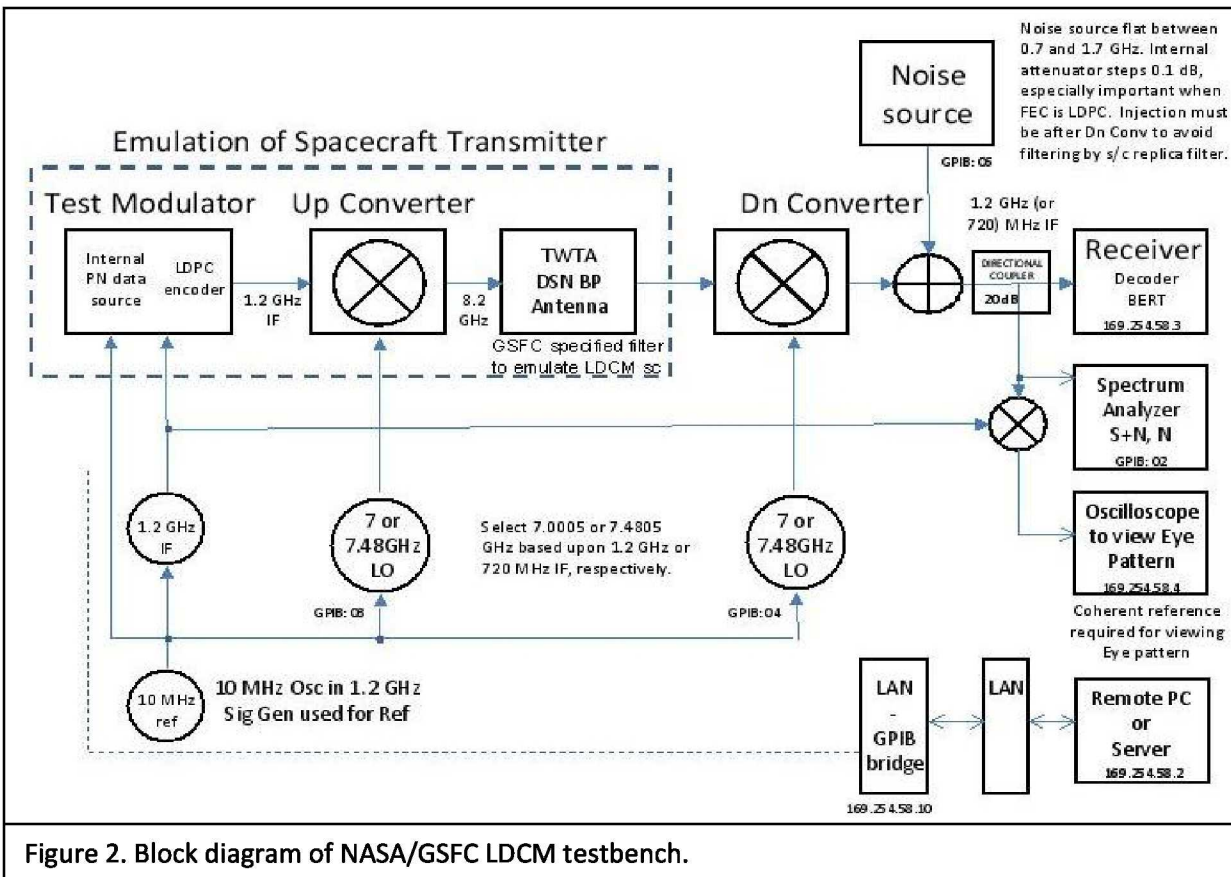 Noise source flat between
0.7 and 1.7 GHz. Internal
attenuator steps 0.1 dB,
especially important when
FEC is LDPC. Injection must
be after Dn Conv to avoid
filtering by s/c replica filter.
Noise
source
GPIB: 05
Emulation of Spacecraft Transmitter
Test Modulator
Internal
PN data
source
LDPC
encoder
1.2 GHz
IF
Up Converter
8.2
GHz
TWTA
DSN BP
Antenna
GSFC specified filter
to emulate LDCM sc
Dn Converter
1.2 GHz (or
720) MHz IF
DIRECTIONAL
COUPLER
20dB
Receiver
Decoder
BERT
169.254.58.3
Spectrum
Analyzer
S+N, N
GPIB: 02
Oscilloscope
to view Eye
Pattern
169.254.58.4
Coherent reference
required for viewing
Eye pattern
1.2 GHz
IF
7 or
7.48GHz
LO
GPIB: 03
Select 7.0005 or 7.4805
GHz based upon 1.2 GHz or
720 MHz IF, respectively.
7 or
7.48GHz
LO
GPIB: 04
10 MHz
ref
10 MHz Osc in 1.2 GHz
Sig Gen used for Ref
LAN
-
GPIB
bridge
169.254.58.10
LAN
Remote PC
or
Server
169.254.58.2
Figure 2. Block diagram of NASA/GSFC LDCM testbench.